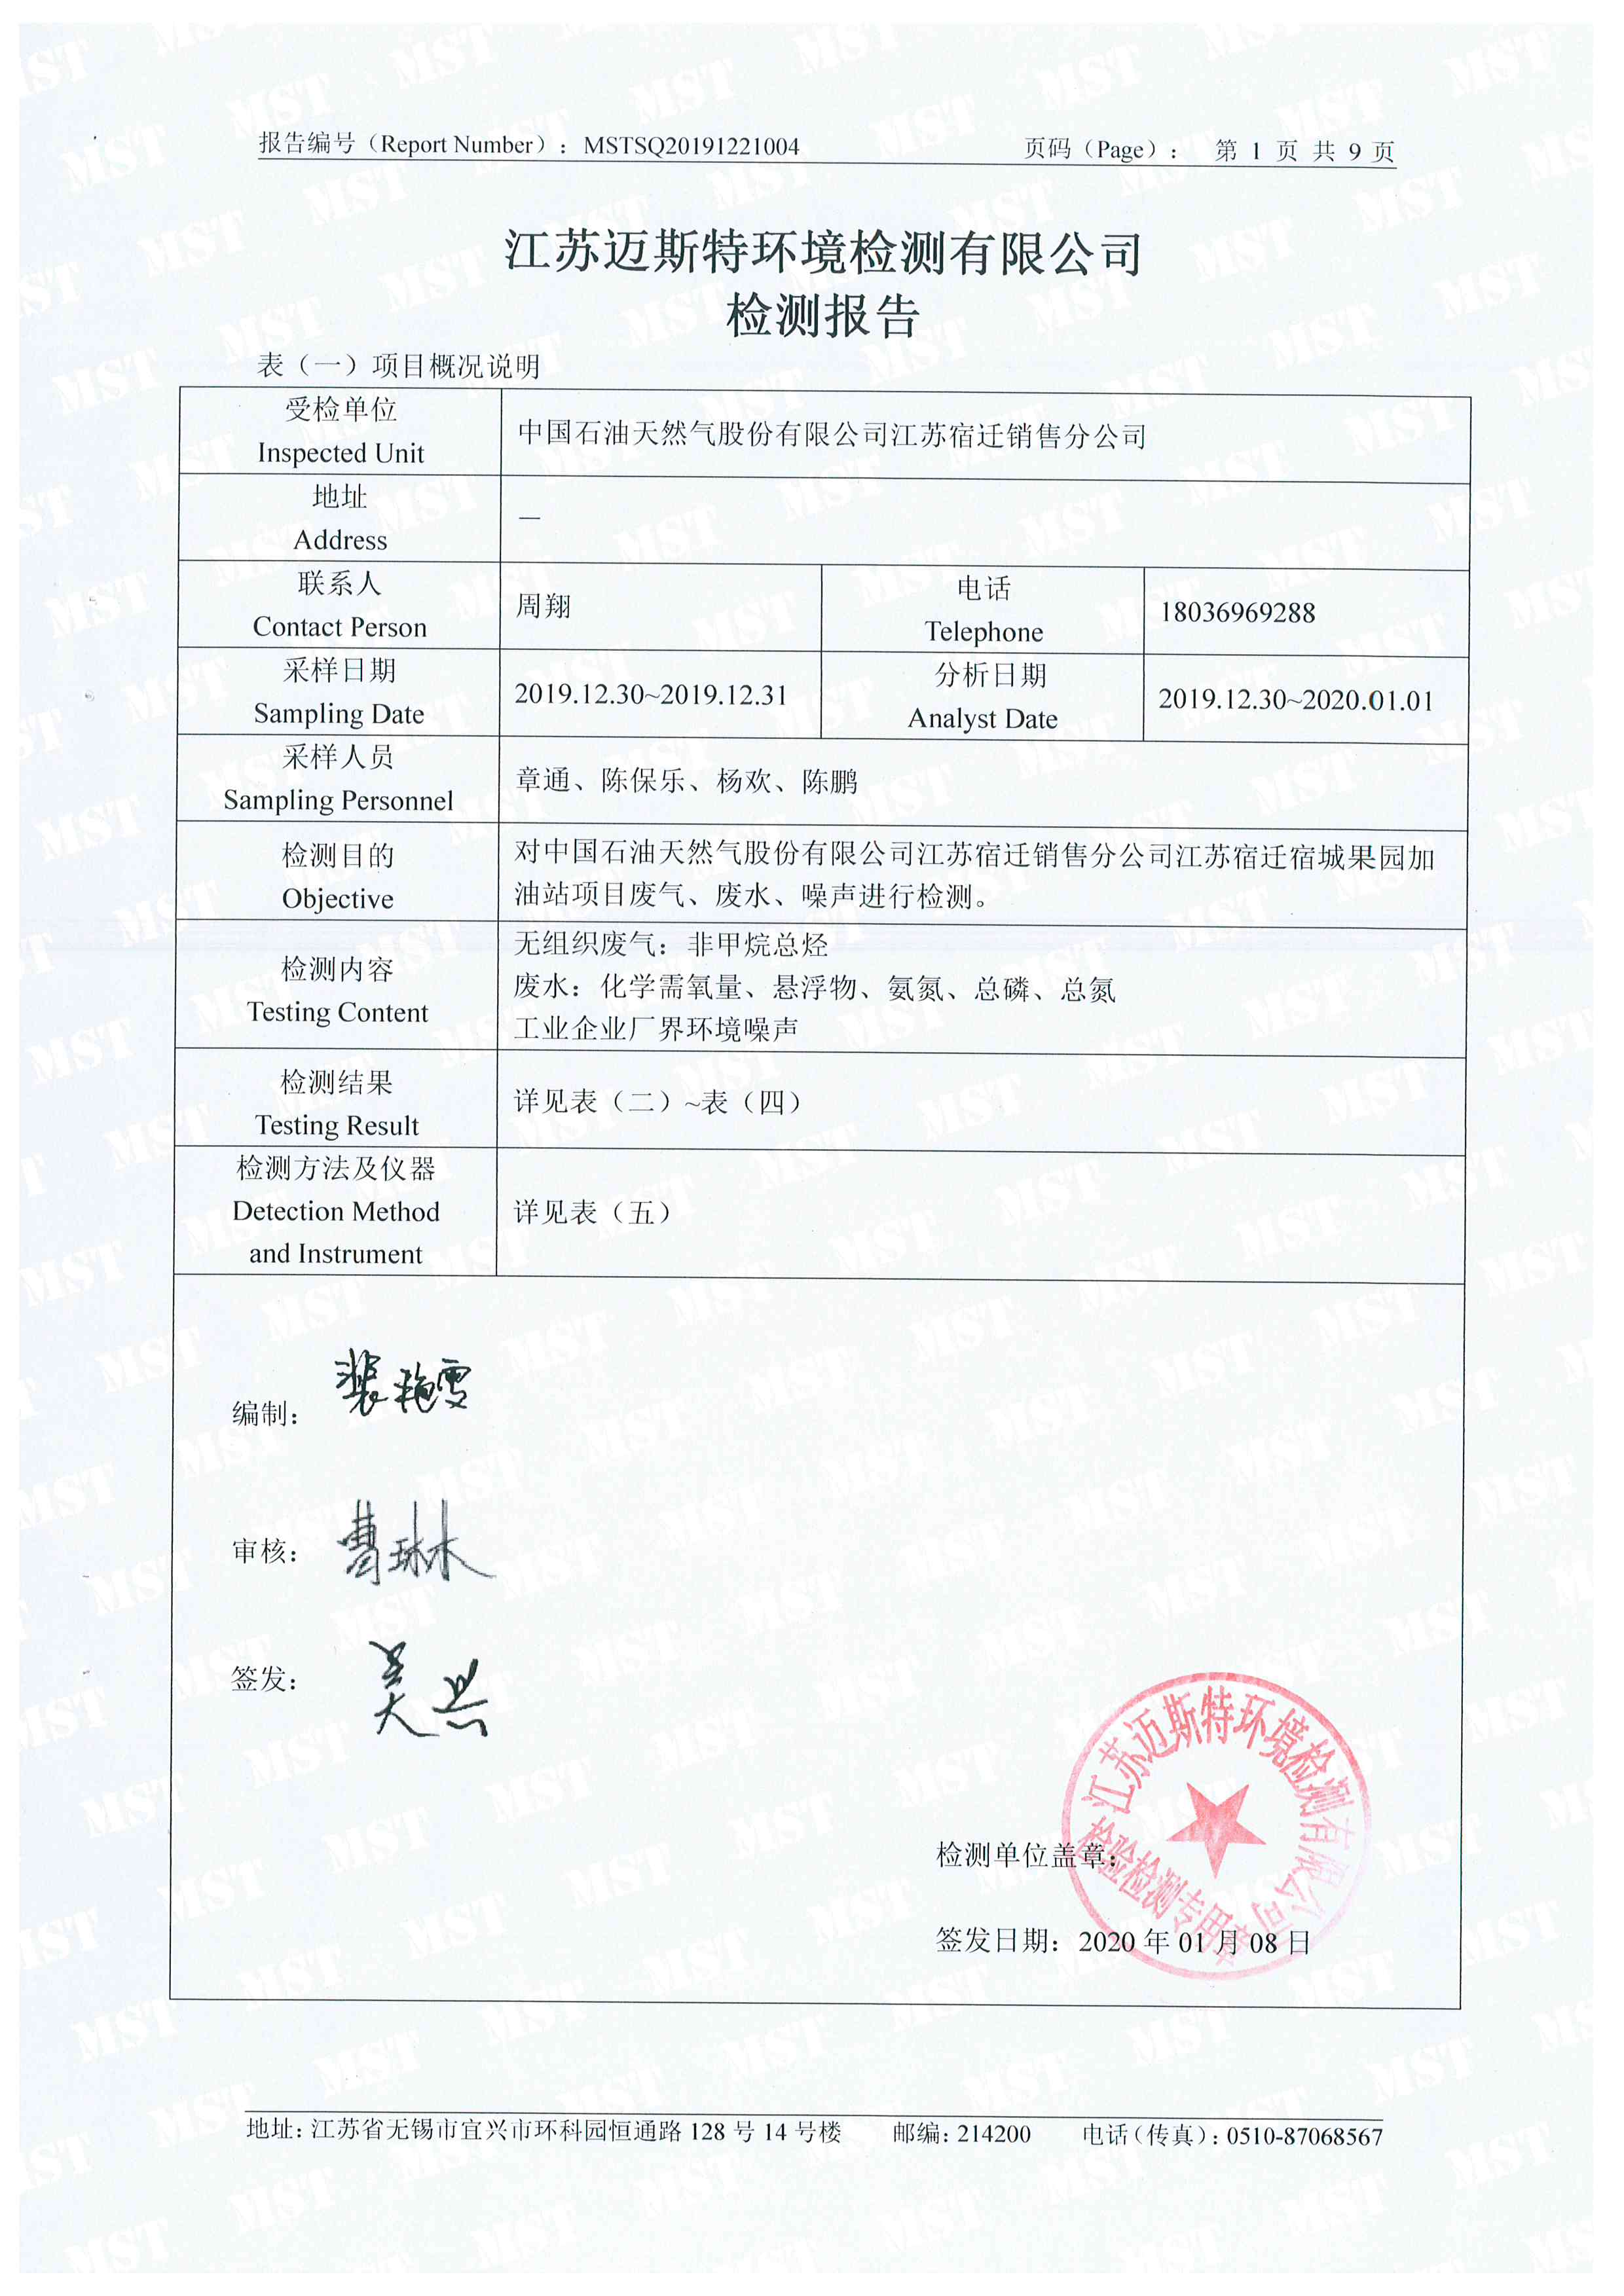 报告编号（Report Number）：MSTSQ20191221004 页码（Page）： 第 1 页 共 9 页
江苏迈斯特环境检测有限公司
检测报告
表（一）项目概况说明
受检单位
Inspected Unit
中国石油天然气股份有限公司江苏宿迁销售分公司
地址
Address
—
联系人
Contact Person
周翔
电话
Telephone
18036969288
采样日期
Sampling Date
2019.12.30~2019.12.31
分析日期
Analyst Date
2019.12.30~2020.01.01
采样人员
Sampling Personnel
章通、陈保乐、杨欢、陈鹏
检测目的
Objective
对中国石油天然气股份有限公司江苏宿迁销售分公司江苏宿迁宿城果园加
油站项目废气、废水、噪声进行检测。
检测内容
Testing Content
无组织废气：非甲烷总烃
废水：化学需氧量、悬浮物、氨氮、总磷、总氮
工业企业厂界环境噪声
检测结果
Testing Result
详见表（二）~表（四）
检测方法及仪器
Detection Method
and Instrument
详见表（五）
编制： 裴艳雪
审核： 曹琳
签发： 吴兴
江苏迈斯特环境检测有限公司
检验检测专用章
检测单位盖章：
签发日期：2020 年 01 月 08 日
地址：江苏省无锡市宜兴市环科园恒通路 128 号 14 号楼 邮编：214200 电话（传真）：0510-87068567
MST